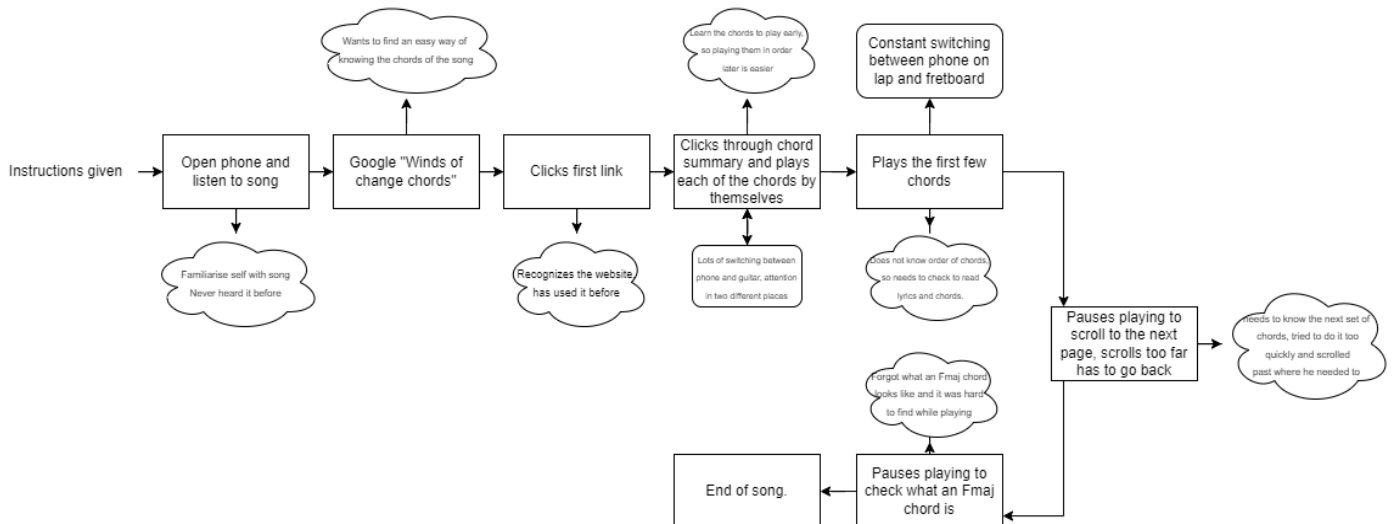 Wants to find an easy way of
knowing the chords of the song
Learn the chords to play early,
so playing them in order
later is easier
Constant switching
between phone on
lap and fretboard
Instructions given
Open phone and
listen to song
Google "Winds of
change chords"
Clicks first link
Clicks through chord
summary and plays
each of the chords by
themselves
Plays the first few
chords
Familiarise self with song
Never heard it before
Recognizes the website,
has used it before
Lots of switching between
phone and guitar, attention
in two different places
Does not know order of chords,
so needs to check to read
lyrics and chords.
Pauses playing to
scroll to the next
page, scrolls too far
has to go back
needs to know the next set of
chords, tried to do it too
quickly and scrolled
past where he needed to
Forgot what an Fmaj chord
looks like and it was hard
to find while playing
Pauses playing to
check what an Fmaj
chord is
End of song.